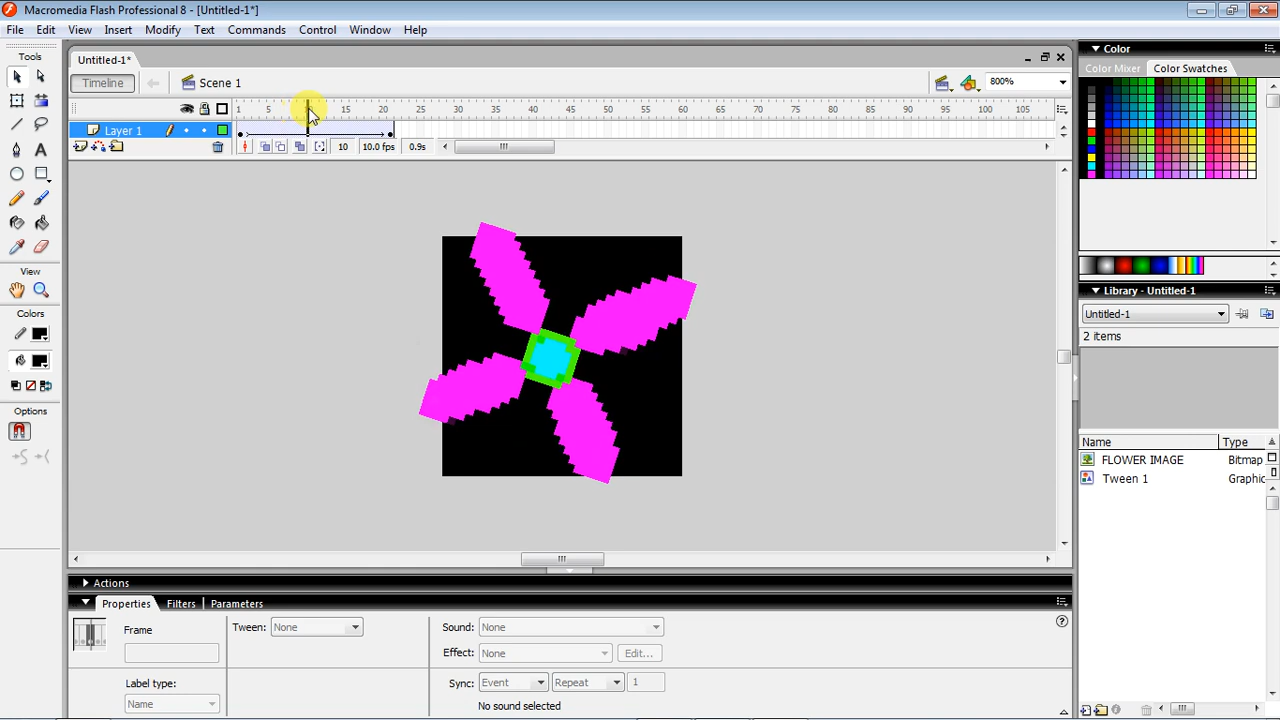 Macromedia Flash Professional 8 - [Untitled-1*]
File Edit View Insert Modify Text Commands Control Window Help
Tools
View
Colors
Options
Untitled-1*
Timeline Scene 1 800%
1 5 15 20 25 30 35 40 45 50 55 60 65 70 75 80 85 90 95 100 105
Layer 1
10 10.0 fps
Color
Color Mixer Color Swatches
Library - Untitled-1
Untitled-1
2 items
Name Type
FLOWER IMAGE Bitmap
Tween 1 Graphic
Actions
Properties Filters Parameters
Frame Tween: None Sound: None
Effect: None Edit...
Label type: Sync: Event Repeat 1
Name No sound selected